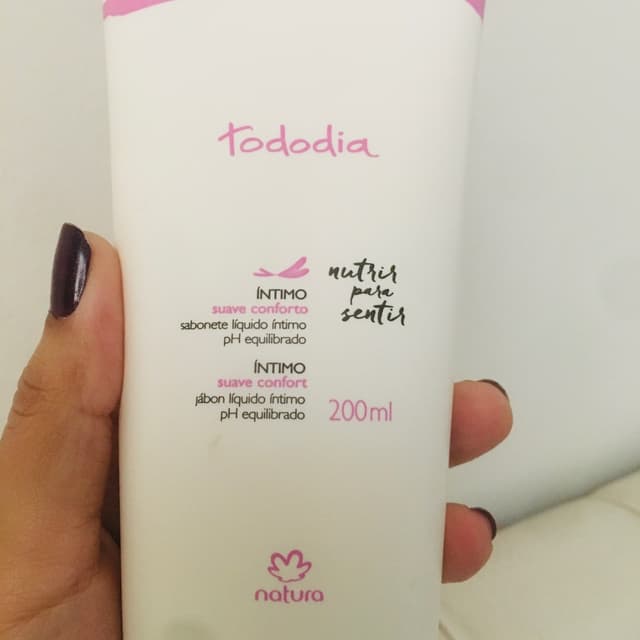 tododia
ÍNTIMO
suave conforto
sabonete líquido íntimo
pH equilibrado
nutrir
para
sentir
ÍNTIMO
suave confort
jábon líquido íntimo
pH equilibrado
200ml
natura